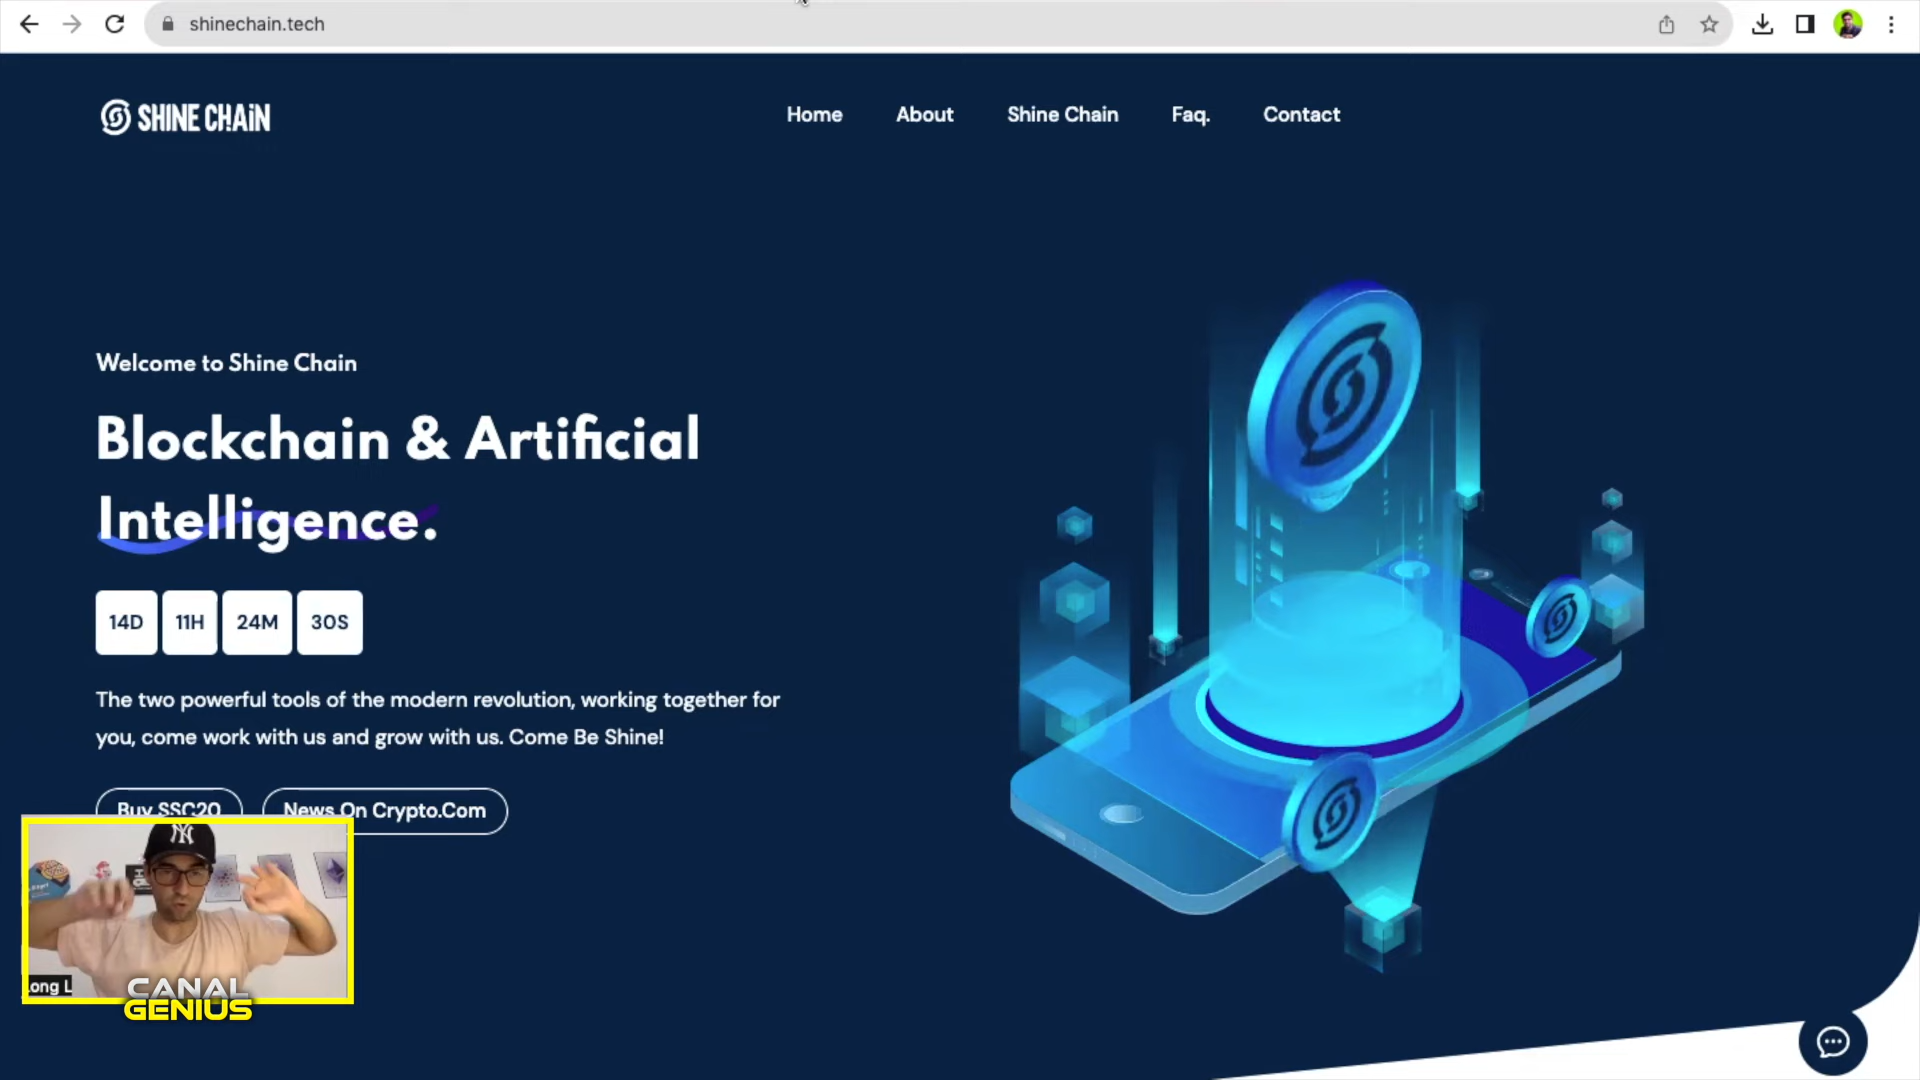 shinechain.tech
SHINE CHAiN
Home
About
Shine Chain
Faq.
Contact
Welcome to Shine Chain
Blockchain & Artificial
Intelligence.
14D
11H
24M
30S
The two powerful tools of the modern revolution, working together for
you, come work with us and grow with us. Come Be Shine!
Buy SSC20
News On Crypto.Com
ong L
CANAL
GENIUS